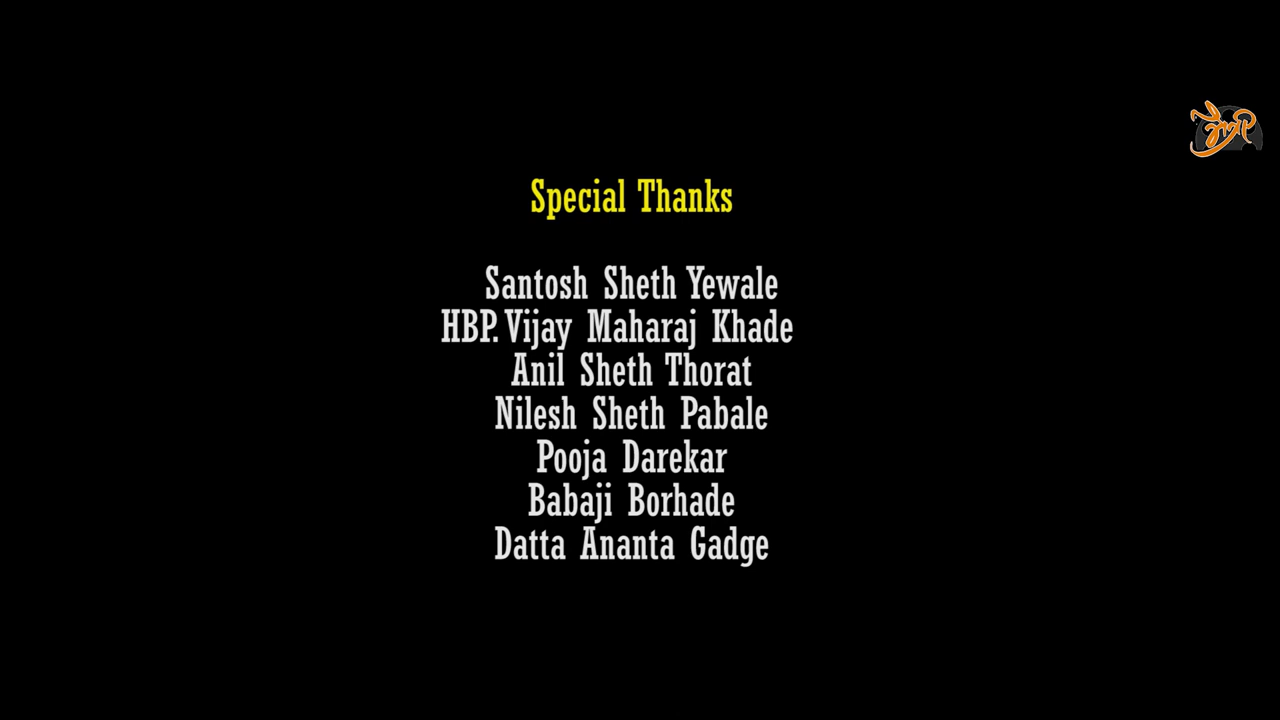 Special Thanks
Santosh Sheth Yewale
HBP. Vijay Maharaj Khade
Anil Sheth Thorat
Nilesh Sheth Pabale
Pooja Darekar
Babaji Borhade
Datta Ananta Gadge